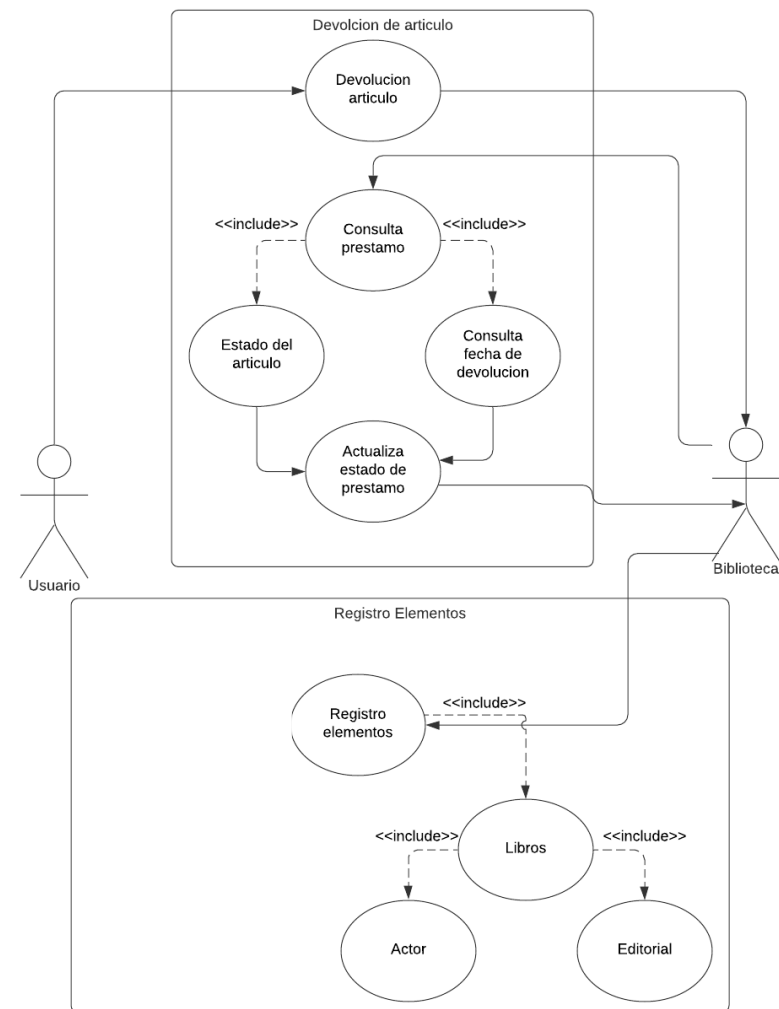 Devolcion de articulo
Devolucion
articulo
<<include>>
<<include>>
Consulta
prestamo
Estado del
articulo
Consulta
fecha de
devolucion
Actualiza
estado de
prestamo
Usuario
Biblioteca
Registro Elementos
<<include>>
Registro
elementos
<<include>>
<<include>>
Libros
Actor
Editorial